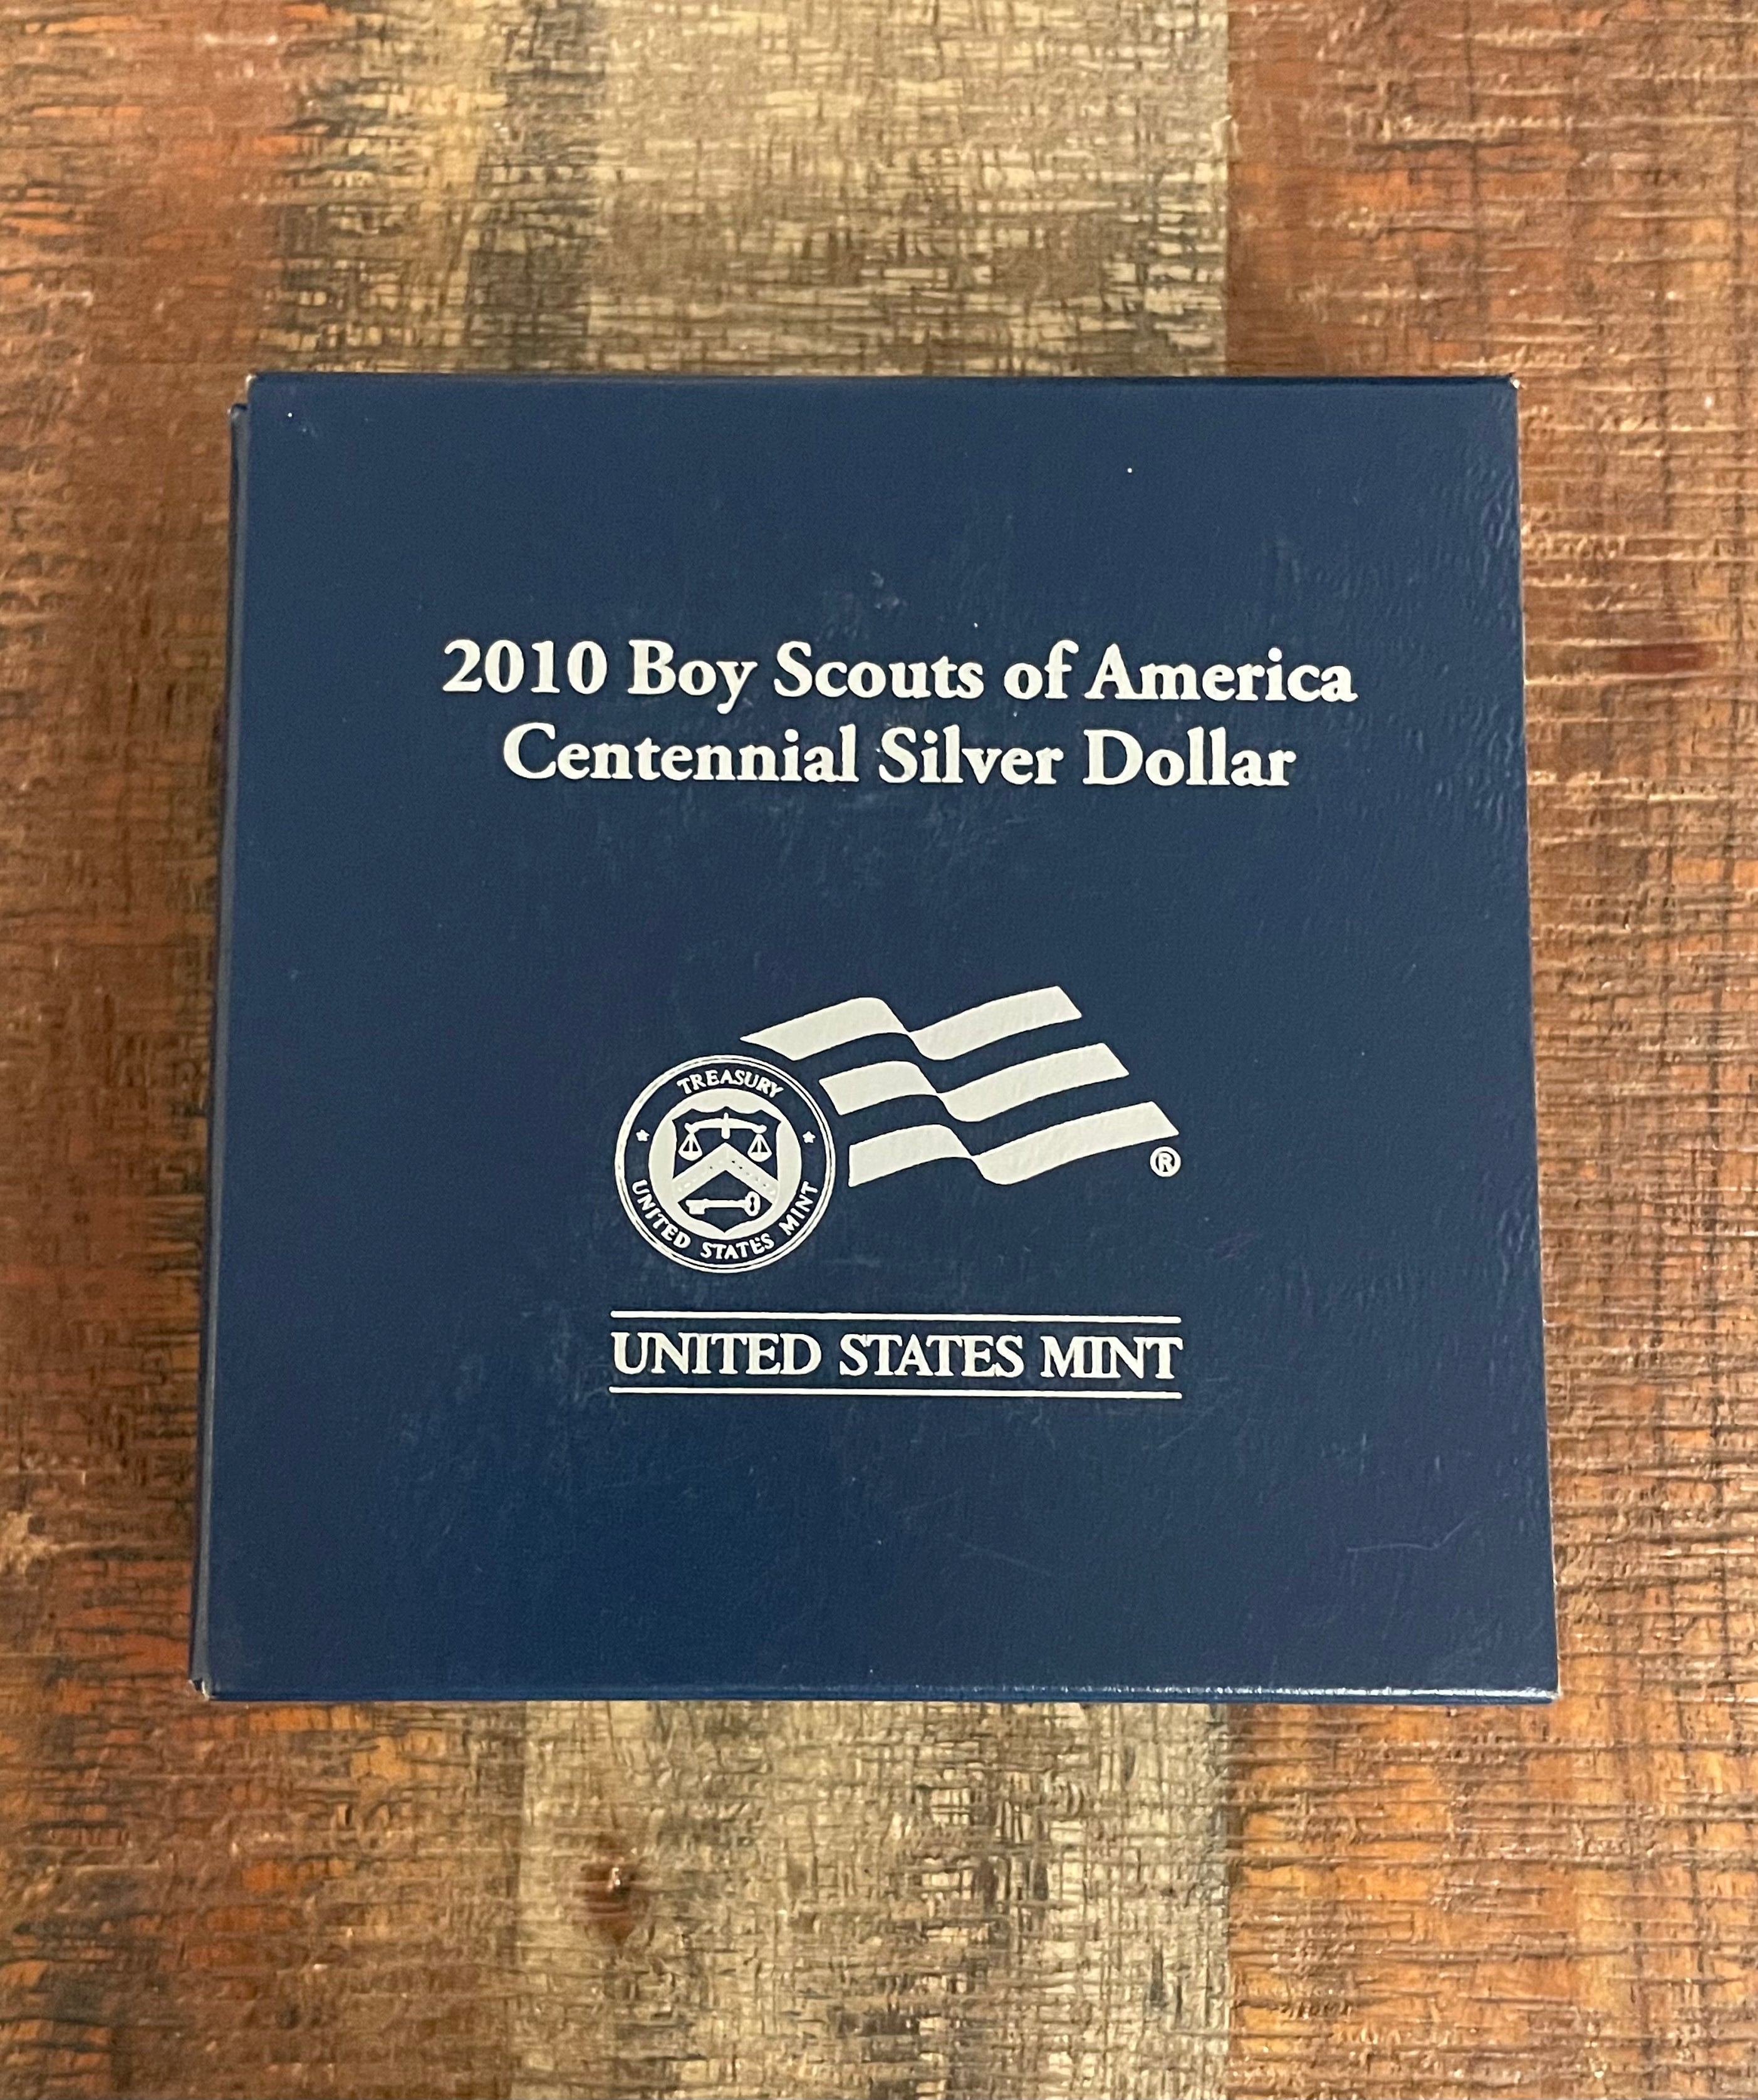 2010 Boy Scouts of America
Centennial Silver Dollar
TREASURY
UNITED STATES MINT
®
UNITED STATES MINT